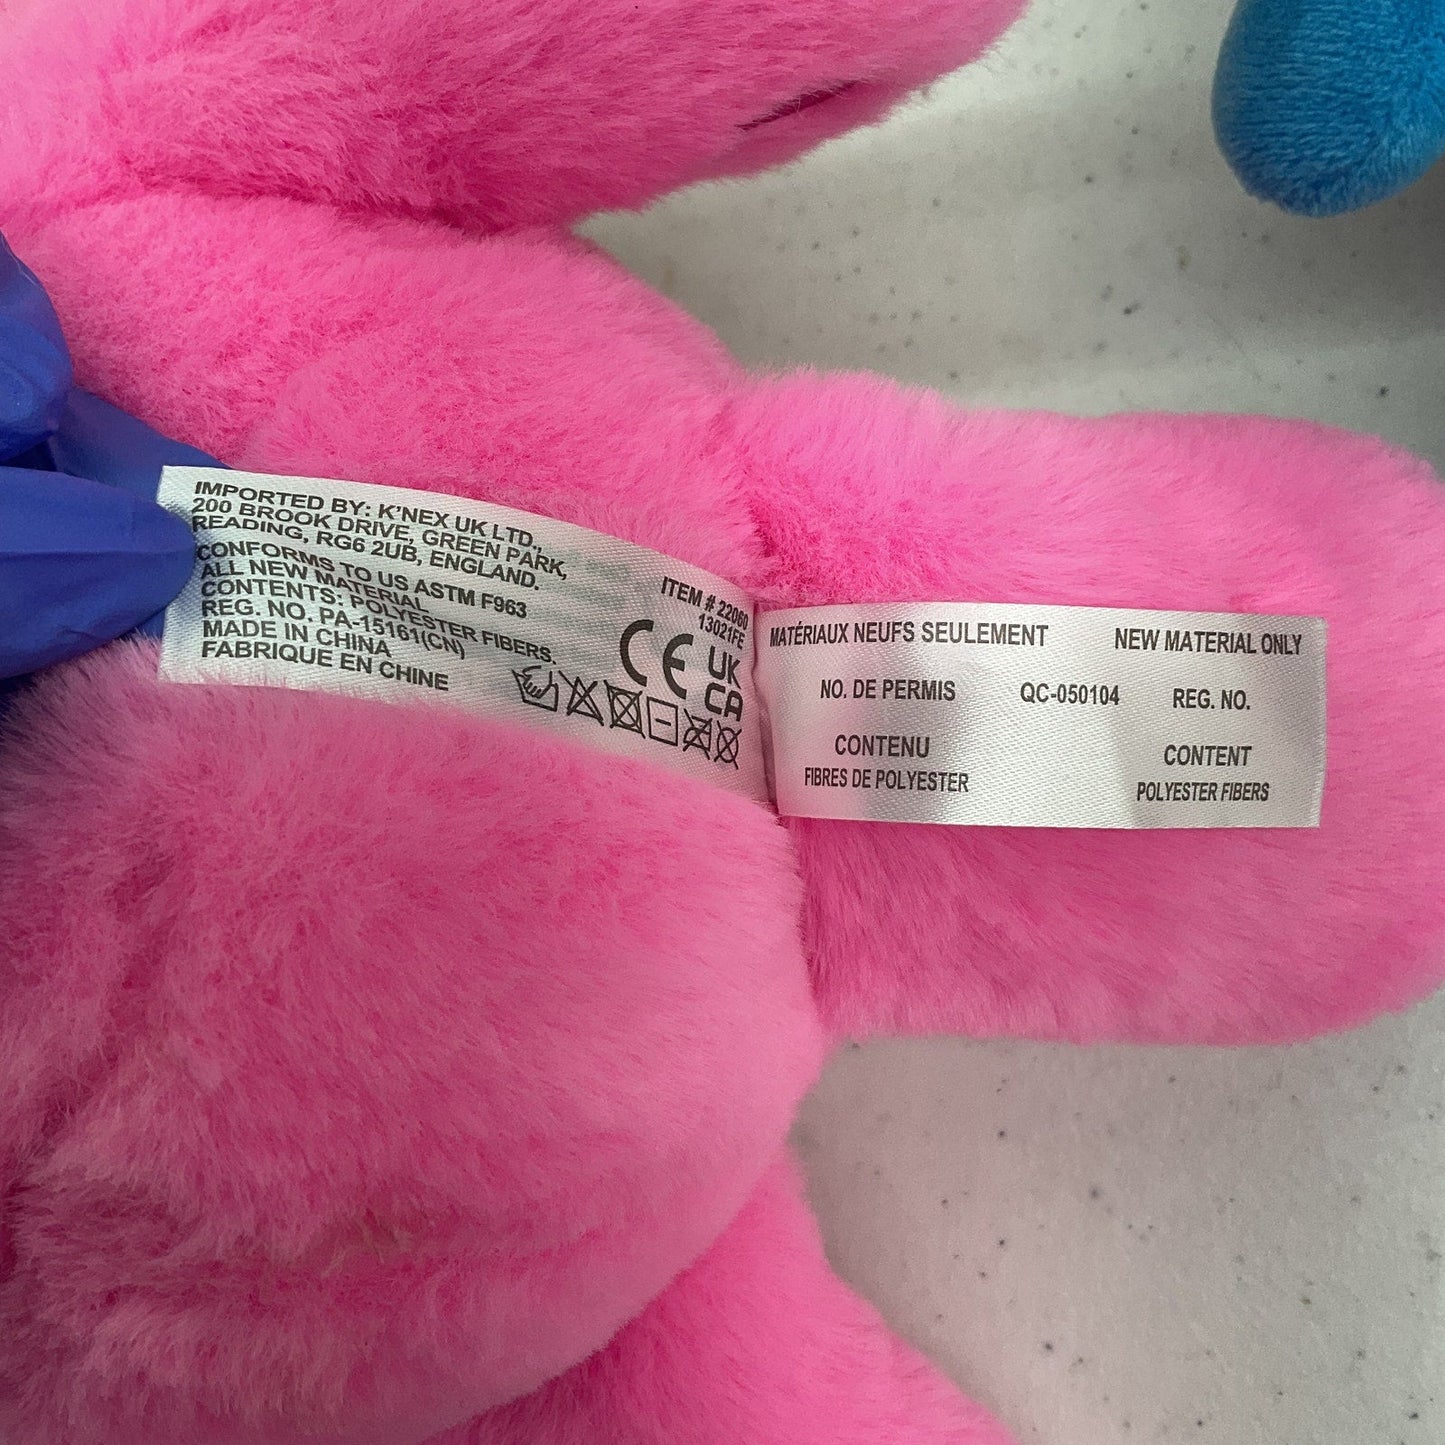 IMPORTED BY: K'NEX UK LTD.,
200 BROOK DRIVE, GREEN PARK,
READING, RG6 2UB, ENGLAND.
CONFORMS TO US ASTM F963
ALL NEW MATERIAL
CONTENTS: POLYESTER FIBERS.
REG. NO. PA-15161(CN)
MADE IN CHINA
FABRIQUE EN CHINE
ITEM # 22060
13021FE
CE
UK
CA
MATÉRIAUX NEUFS SEULEMENT NEW MATERIAL ONLY
NO. DE PERMIS QC-050104 REG. NO.
CONTENU CONTENT
FIBRES DE POLYESTER POLYESTER FIBERS